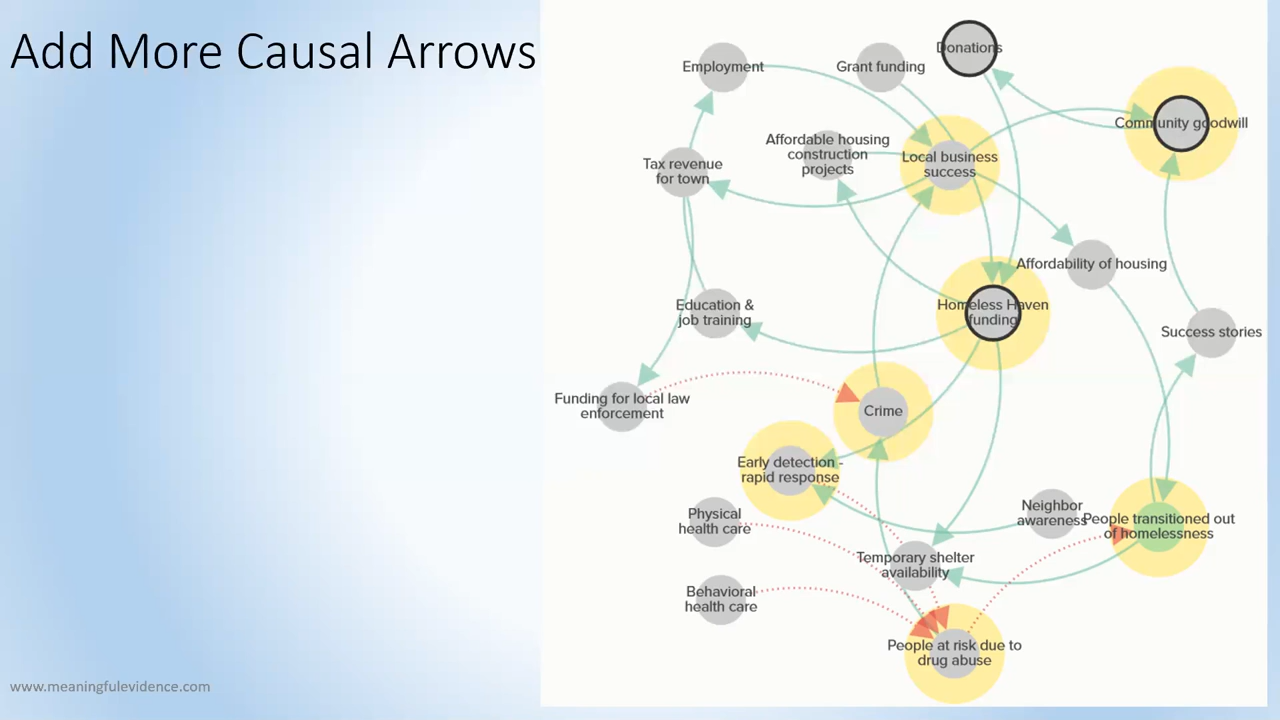 Add More Causal Arrows
Donations
Employment
Grant funding
Community goodwill
Affordable housing
construction
projects
Local business
success
Tax revenue
for town
Affordability of housing
Education &
job training
Homeless Haven
funding
Success stories
Funding for local law
enforcement
Crime
Early detection -
rapid response
Physical
health care
Neighbor
awareness
People transitioned out
of homelessness
Temporary shelter
availability
Behavioral
health care
People at risk due to
drug abuse
www.meaningfulevidence.com